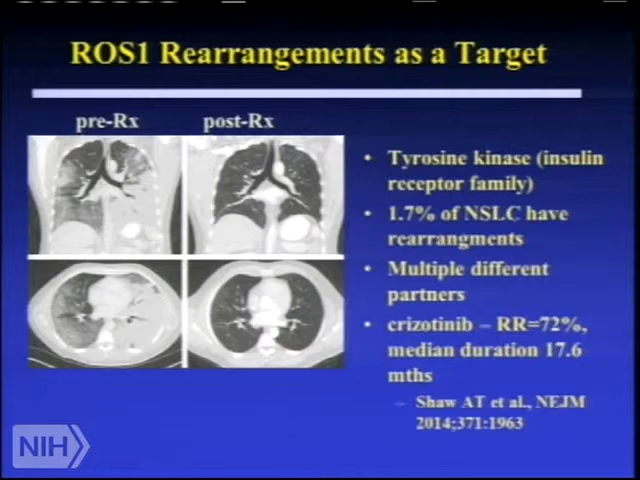 ROS1 Rearrangements as a Target
pre-Rx
post-Rx
• Tyrosine kinase (insulin
receptor family)
• 1.7% of NSLC have
rearrangments
• Multiple different
partners
• crizotinib – RR=72%,
median duration 17.6
mths
– Shaw AT et al., NEJM
2014;371:1963
NIH